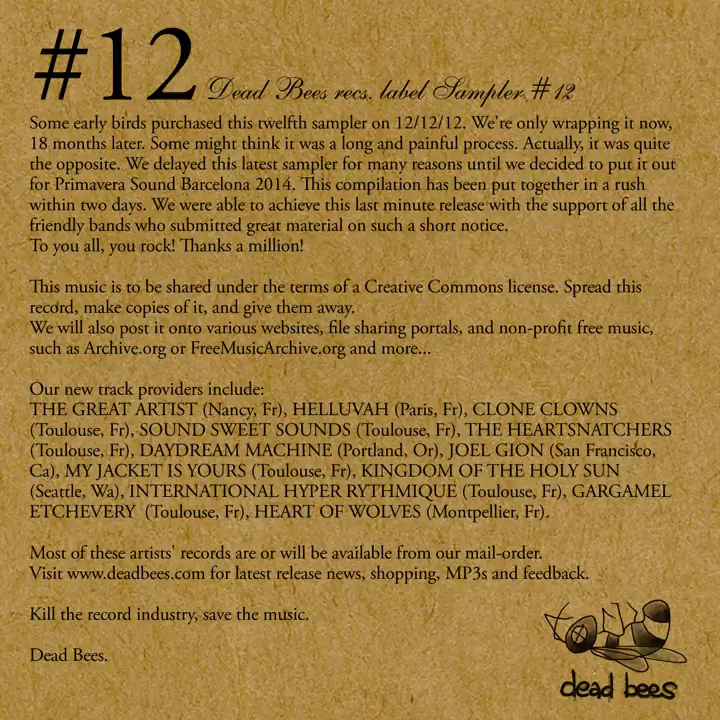 #12 Dead Bees recs. label Sampler #12
Some early birds purchased this twelfth sampler on 12/12/12. We're only wrapping it now,
18 months later. Some might think it was a long and painful process. Actually, it was quite
the opposite. We delayed this latest sampler for many reasons until we decided to put it out
for Primavera Sound Barcelona 2014. This compilation has been put together in a rush
within two days. We were able to achieve this last minute release with the support of all the
friendly bands who submitted great material on such a short notice.
To you all, you rock! Thanks a million!
This music is to be shared under the terms of a Creative Commons license. Spread this
record, make copies of it, and give them away.
We will also post it onto various websites, file sharing portals, and non-profit free music,
such as Archive.org or FreeMusicArchive.org and more...
Our new track providers include:
THE GREAT ARTIST (Nancy, Fr), HELLUVAH (Paris, Fr), CLONE CLOWNS
(Toulouse, Fr), SOUND SWEET SOUNDS (Toulouse, Fr), THE HEARTSNATCHERS
(Toulouse, Fr), DAYDREAM MACHINE (Portland, Or), JOEL GION (San Francisco,
Ca), MY JACKET IS YOURS (Toulouse, Fr), KINGDOM OF THE HOLY SUN
(Seattle, Wa), INTERNATIONAL HYPER RYTHMIQUE (Toulouse, Fr), GARGAMEL
ETCHEVERY (Toulouse, Fr), HEART OF WOLVES (Montpellier, Fr).
Most of these artists' records are or will be available from our mail-order.
Visit www.deadbees.com for latest release news, shopping, MP3s and feedback.
Kill the record industry, save the music.
Dead Bees.
dead bees